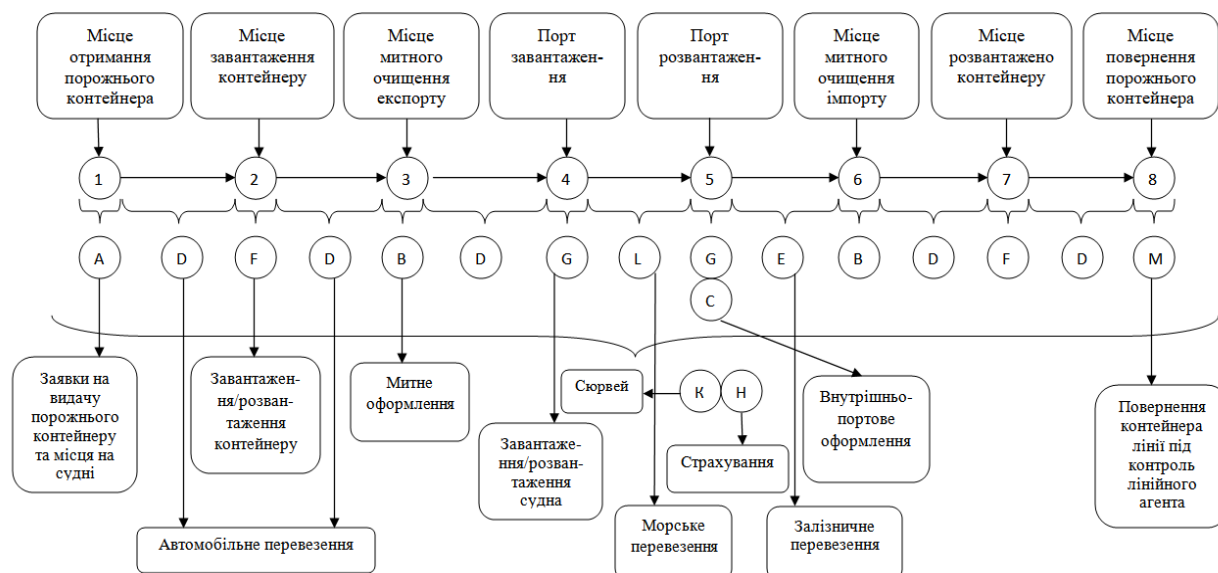 Місце
отримання
порожнього
контейнера
Місце
завантаження
контейнеру
Місце
митного
очищення
експорту
Порт
завантажен-
ня
Порт
розвантажен-
ня
Місце
митного
очищення
імпорту
Місце
розвантажено
контейнеру
Місце
повернення
порожнього
контейнера
1
2
3
4
5
6
7
8
A
D
F
D
B
D
G
L
G
C
E
B
D
F
D
M
Заявки на
видачу
порожнього
контейнеру
та місця на
судні
Завантажен-
ня/розван-
таження
контейнеру
Митне
оформлення
Сюрвей
К
Н
Внутрішньо-
портове
оформлення
Повернення
контейнера
лінії під
контроль
лінійного
агента
Завантаже-
ння/розван-
таження
судна
Страхування
Автомобільне перевезення
Морське
перевезення
Залізничне
перевезення